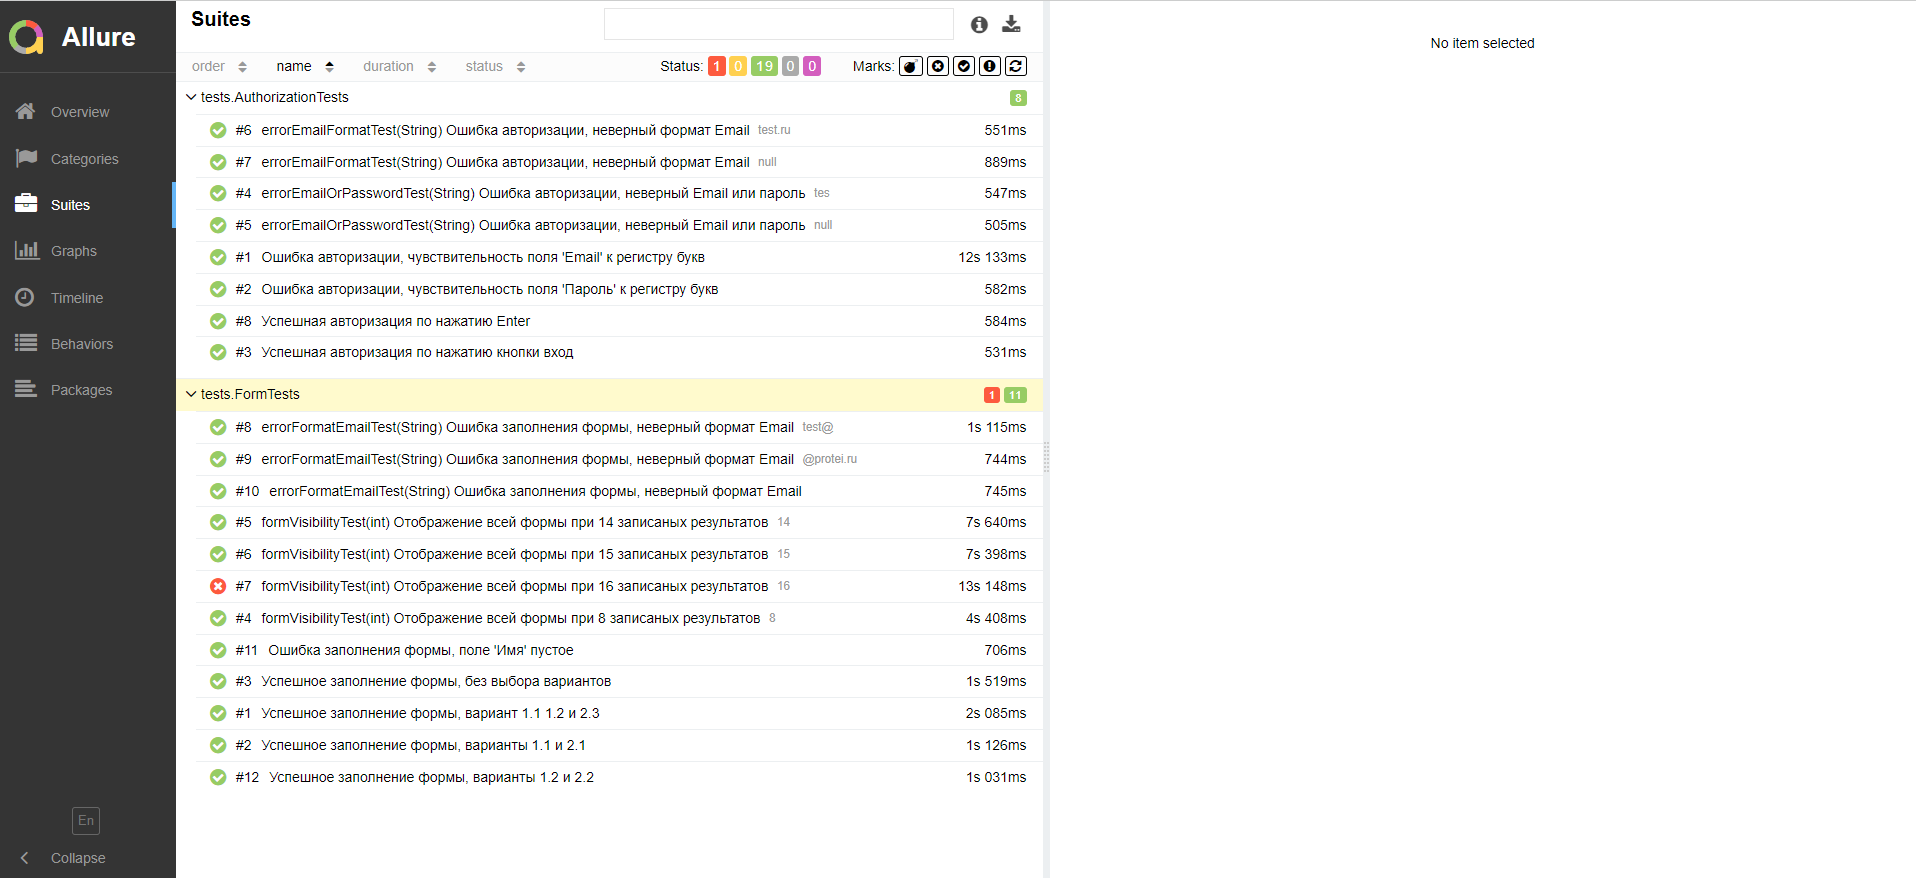 Allure
Overview
Categories
Suites
Graphs
Timeline
Behaviors
Packages
En
Collapse
Suites
order name duration status Status: 1 0 19 0 0 Marks:
tests.AuthorizationTests 8
#6 errorEmailFormatTest(String) Ошибка авторизации, неверный формат Email test.ru 551ms
#7 errorEmailFormatTest(String) Ошибка авторизации, неверный формат Email null 889ms
#4 errorEmailOrPasswordTest(String) Ошибка авторизации, неверный Email или пароль tes 547ms
#5 errorEmailOrPasswordTest(String) Ошибка авторизации, неверный Email или пароль null 505ms
#1 Ошибка авторизации, чувствительность поля 'Email' к регистру букв 12s 133ms
#2 Ошибка авторизации, чувствительность поля 'Пароль' к регистру букв 582ms
#8 Успешная авторизация по нажатию Enter 584ms
#3 Успешная авторизация по нажатию кнопки вход 531ms
tests.FormTests 1 11
#8 errorFormatEmailTest(String) Ошибка заполнения формы, неверный формат Email test@ 1s 115ms
#9 errorFormatEmailTest(String) Ошибка заполнения формы, неверный формат Email @protei.ru 744ms
#10 errorFormatEmailTest(String) Ошибка заполнения формы, неверный формат Email 745ms
#5 formVisibilityTest(int) Отображение всей формы при 14 записаных результатов 14 7s 640ms
#6 formVisibilityTest(int) Отображение всей формы при 15 записаных результатов 15 7s 398ms
#7 formVisibilityTest(int) Отображение всей формы при 16 записаных результатов 16 13s 148ms
#4 formVisibilityTest(int) Отображение всей формы при 8 записаных результатов 8 4s 408ms
#11 Ошибка заполнения формы, поле 'Имя' пустое 706ms
#3 Успешное заполнение формы, без выбора вариантов 1s 519ms
#1 Успешное заполнение формы, вариант 1.1 1.2 и 2.3 2s 085ms
#2 Успешное заполнение формы, варианты 1.1 и 2.1 1s 126ms
#12 Успешное заполнение формы, варианты 1.2 и 2.2 1s 031ms
No item selected